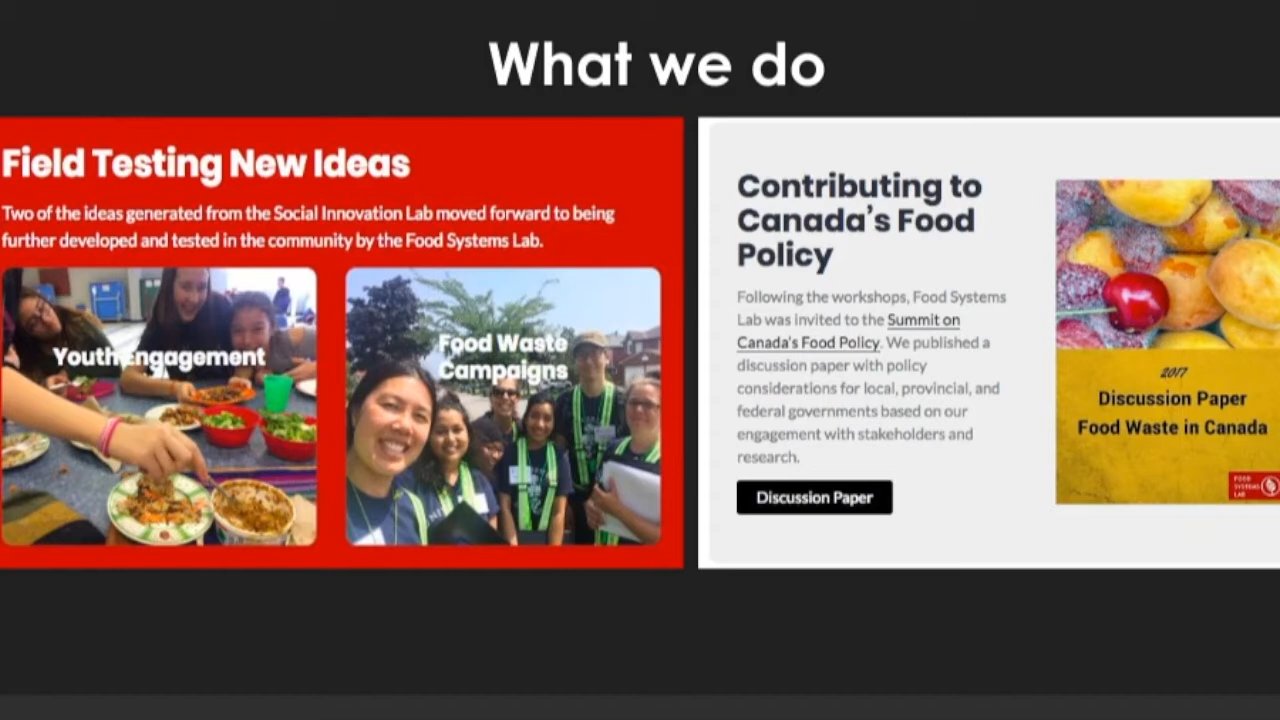 What we do
Field Testing New Ideas
Two of the ideas generated from the Social Innovation Lab moved forward to being
further developed and tested in the community by the Food Systems Lab.
Youth Engagement
Food Waste
Campaigns
Contributing to
Canada's Food
Policy
Following the workshops, Food Systems
Lab was invited to the Summit on
Canada's Food Policy. We published a
discussion paper with policy
considerations for local, provincial, and
federal governments based on our
engagement with stakeholders and
research.
Discussion Paper
2017
Discussion Paper
Food Waste in Canada
FOOD
SYSTEMS
LAB